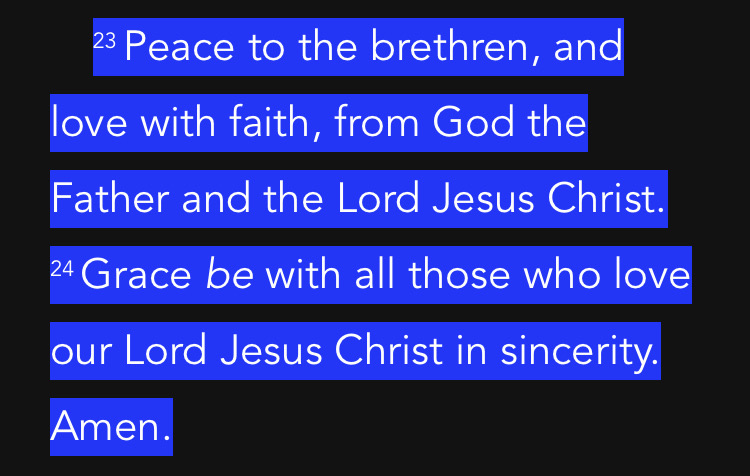 23 Peace to the brethren, and
love with faith, from God the
Father and the Lord Jesus Christ.
24 Grace be with all those who love
our Lord Jesus Christ in sincerity.
Amen.